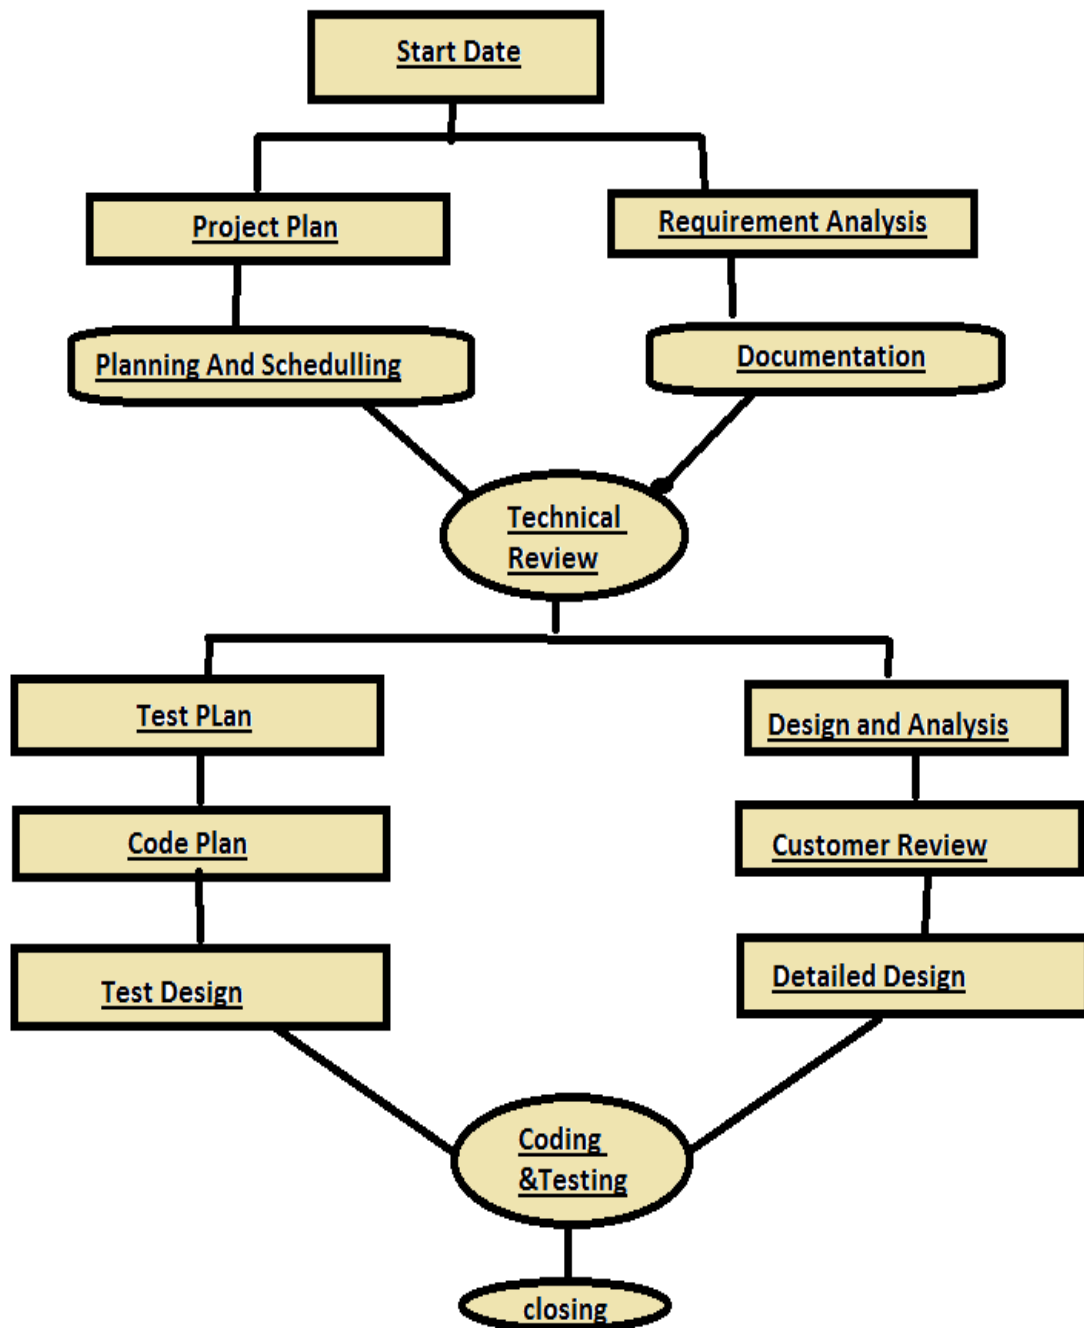 Start Date
Project Plan
Requirement Analysis
Planning And Schedulling
Documentation
Technical
Review
Test PLan
Design and Analysis
Code Plan
Customer Review
Test Design
Detailed Design
Coding
&Testing
closing